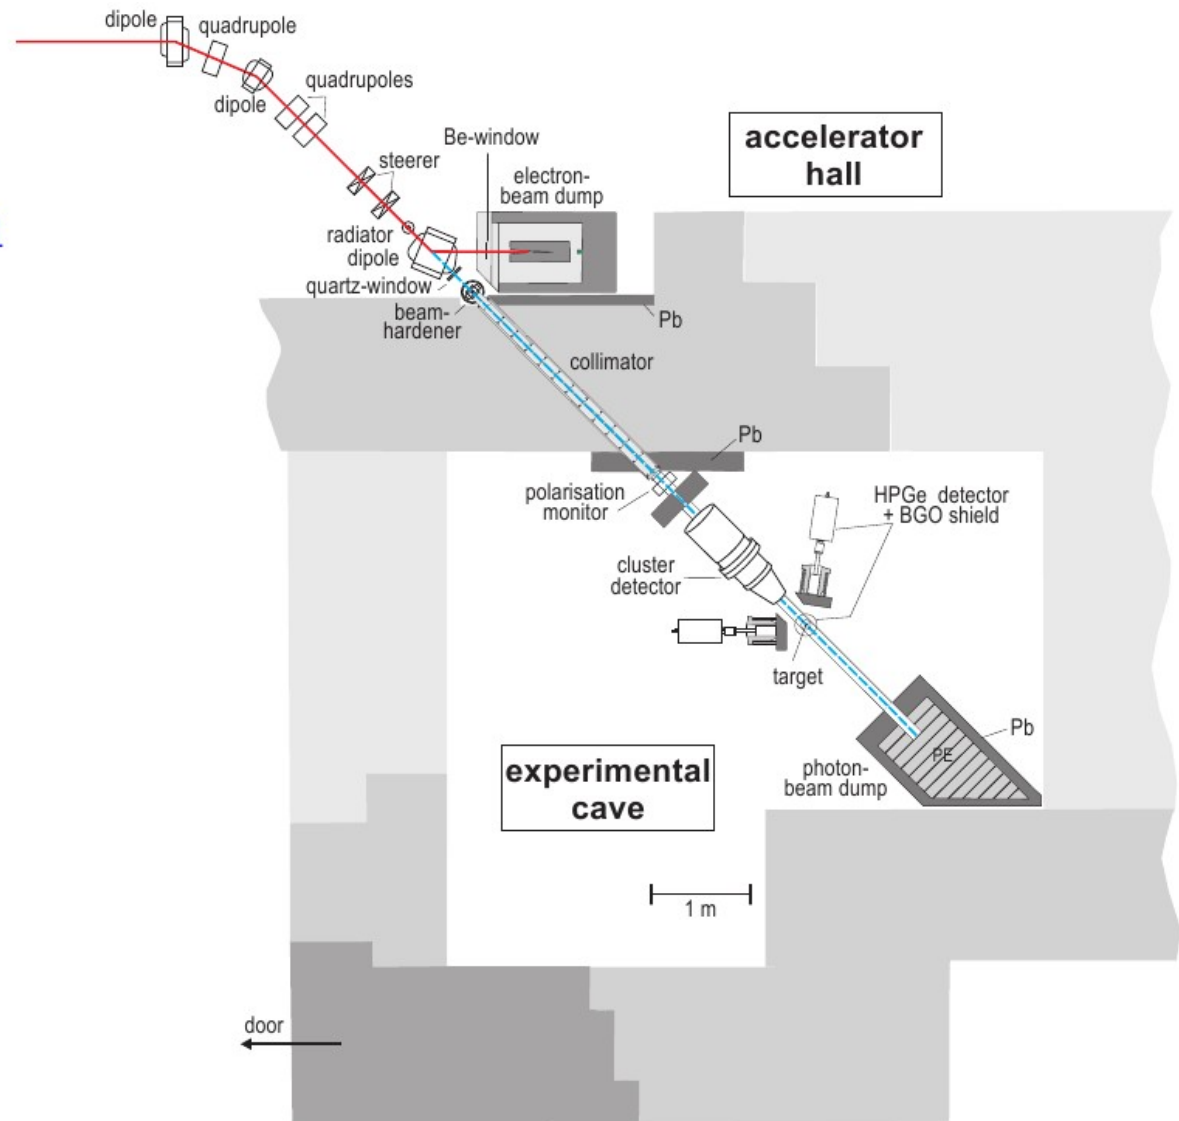 dipole
quadrupole
dipole
quadrupoles
steerer
Be-window
electron-
beam dump
accelerator
hall
radiator
dipole
quartz-window
beam-
hardener
Pb
collimator
Pb
polarisation
monitor
HPGe detector
+ BGO shield
cluster
detector
target
Pb
PE
photon-
beam dump
experimental
cave
1 m
door